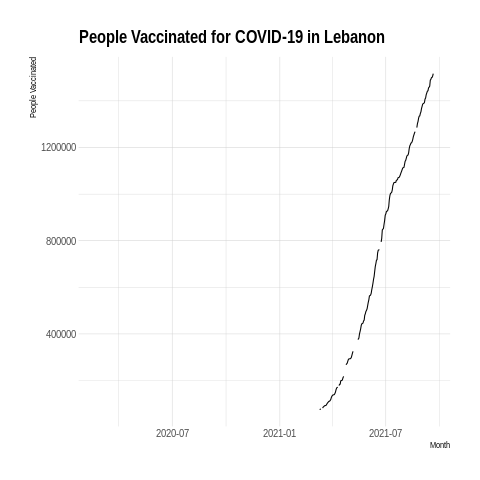 People Vaccinated for COVID-19 in Lebanon
People Vaccinated
1200000
800000
400000
2020-07 2021-01 2021-07
Month